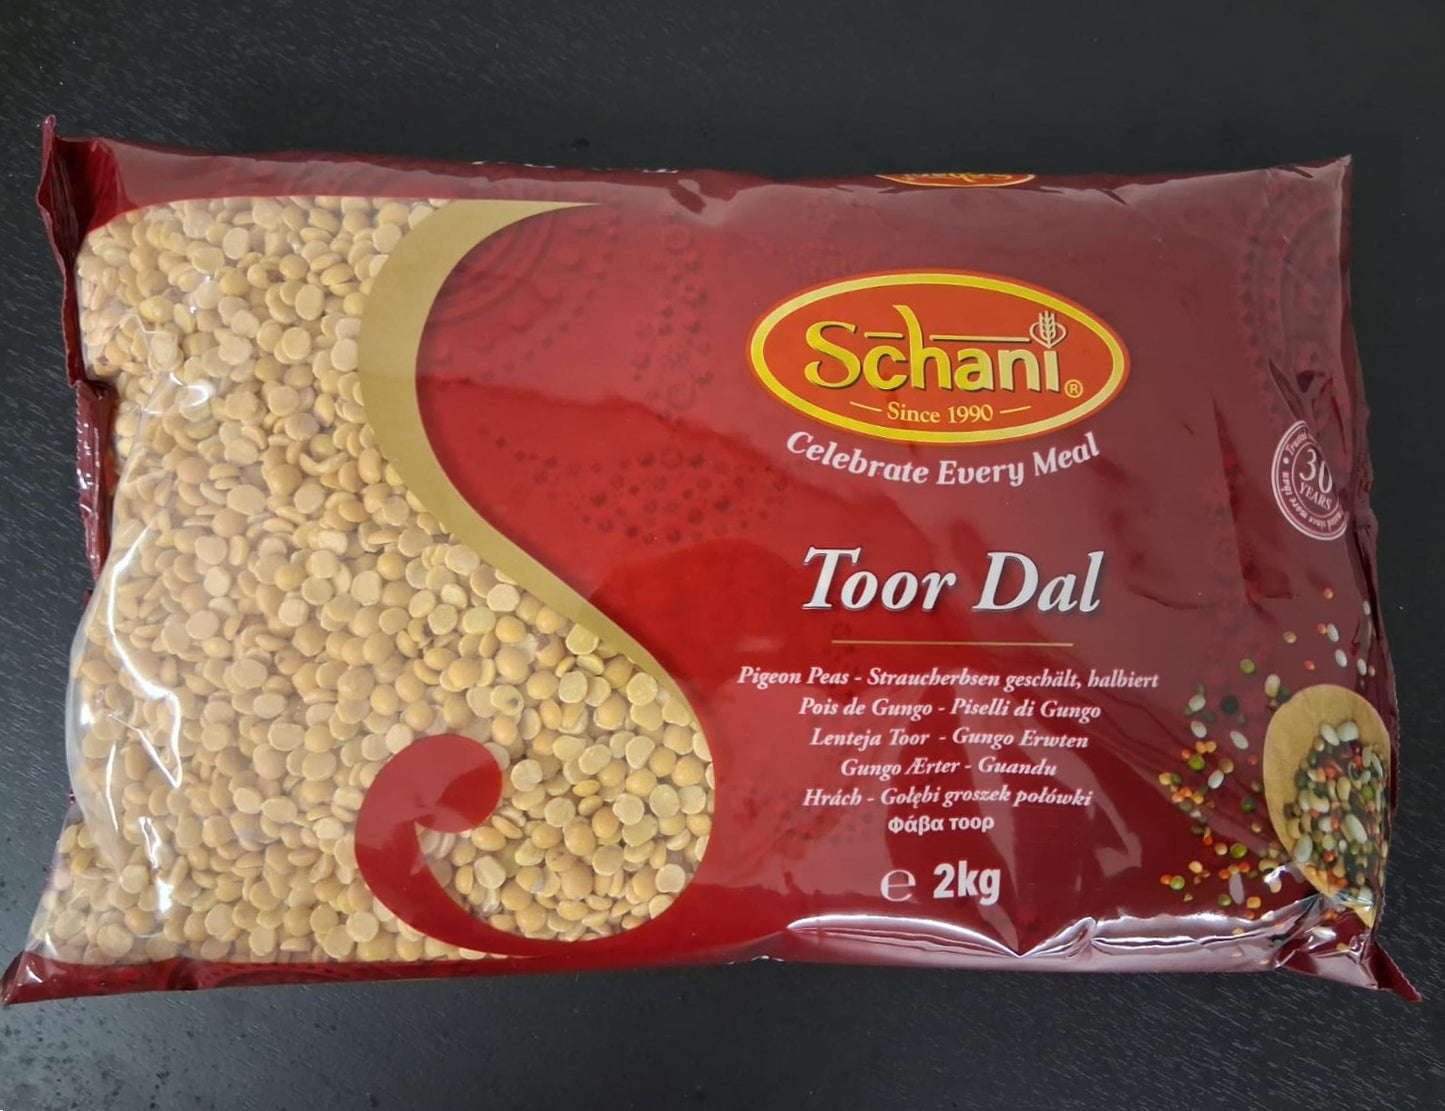 Schani®
Since 1990
Celebrate Every Meal
30
YEARS
Toor Dal
Pigeon Peas - Straucherbsen geschält, halbiert
Pois de Gungo - Piselli di Gungo
Lenteja Toor - Gungo Erwten
Gungo Ærter - Guandu
Hrách - Gołębi groszek połówki
Φάβα τοορ
℮ 2kg